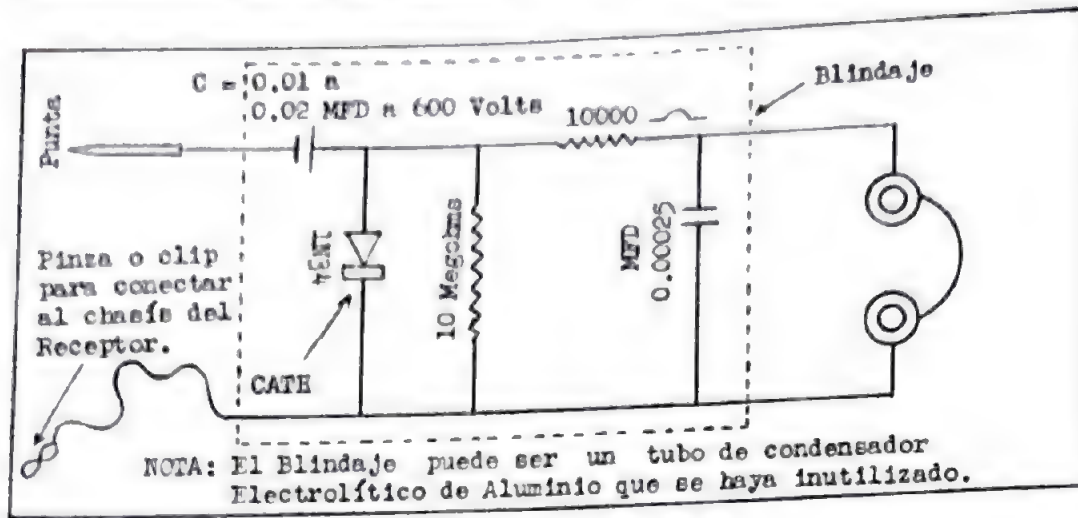 C = 0.01 a
0.02 MFD a 600 Volts
10000
Blindaje
Punta
Pinza o clip
para conectar
al chasís del
Receptor.
1N34
10 Megohms
MFD
0.00025
CATH
NOTA: El Blindaje puede ser un tubo de condensador
Electrolítico de Aluminio que se haya inutilizado.